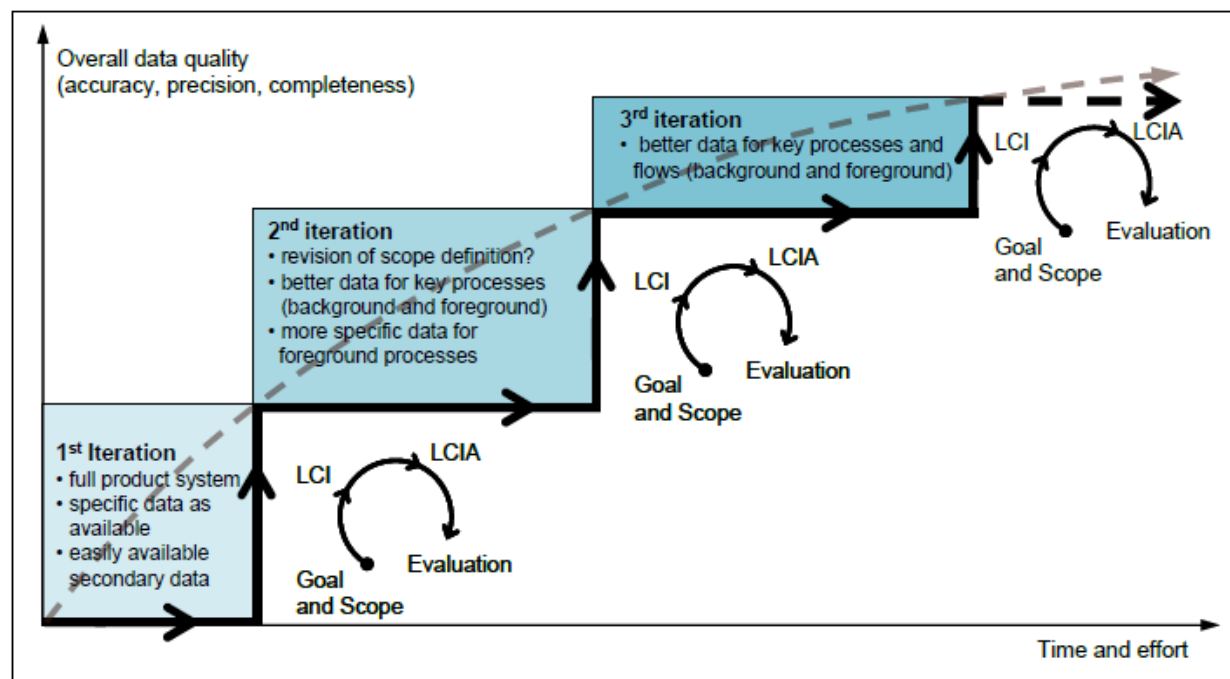 Overall data quality
(accuracy, precision, completeness)
3rd iteration
• better data for key processes and
flows (background and foreground)
LCI
LCIA
Goal
and Scope
Evaluation
2nd iteration
• revision of scope definition?
• better data for key processes
(background and foreground)
• more specific data for
foreground processes
LCI
LCIA
Goal
and Scope
Evaluation
1st Iteration
• full product system
• specific data as
available
• easily available
secondary data
LCI
LCIA
Goal
and Scope
Evaluation
Time and effort